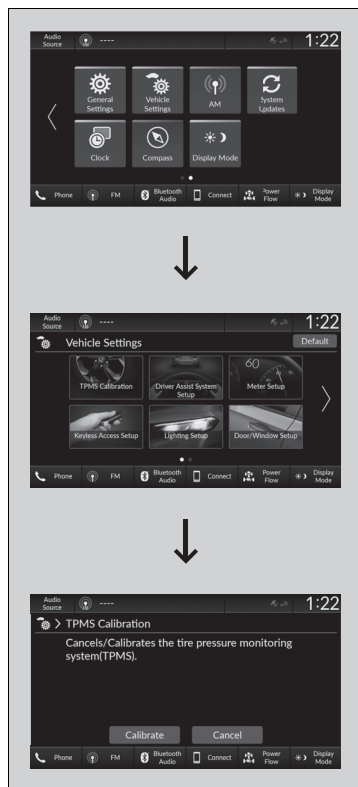 Audio
Source
----
1:22
General
Settings
Vehicle
Settings
AM
System
Updates
Clock
Compass
Display Mode
Phone
FM
Bluetooth
Audio
Connect
Power
Flow
Display
Mode
Audio
Source
----
1:22
Vehicle Settings
Default
TPMS Calibration
Driver Assist System
Setup
60
Meter Setup
Keyless Access Setup
Lighting Setup
Door/Window Setup
Phone
FM
Bluetooth
Audio
Connect
Power
Flow
Display
Mode
Audio
Source
----
1:22
TPMS Calibration
Cancels/Calibrates the tire pressure monitoring
system(TPMS).
Calibrate
Cancel
Phone
FM
Bluetooth
Audio
Connect
Power
Flow
Display
Mode